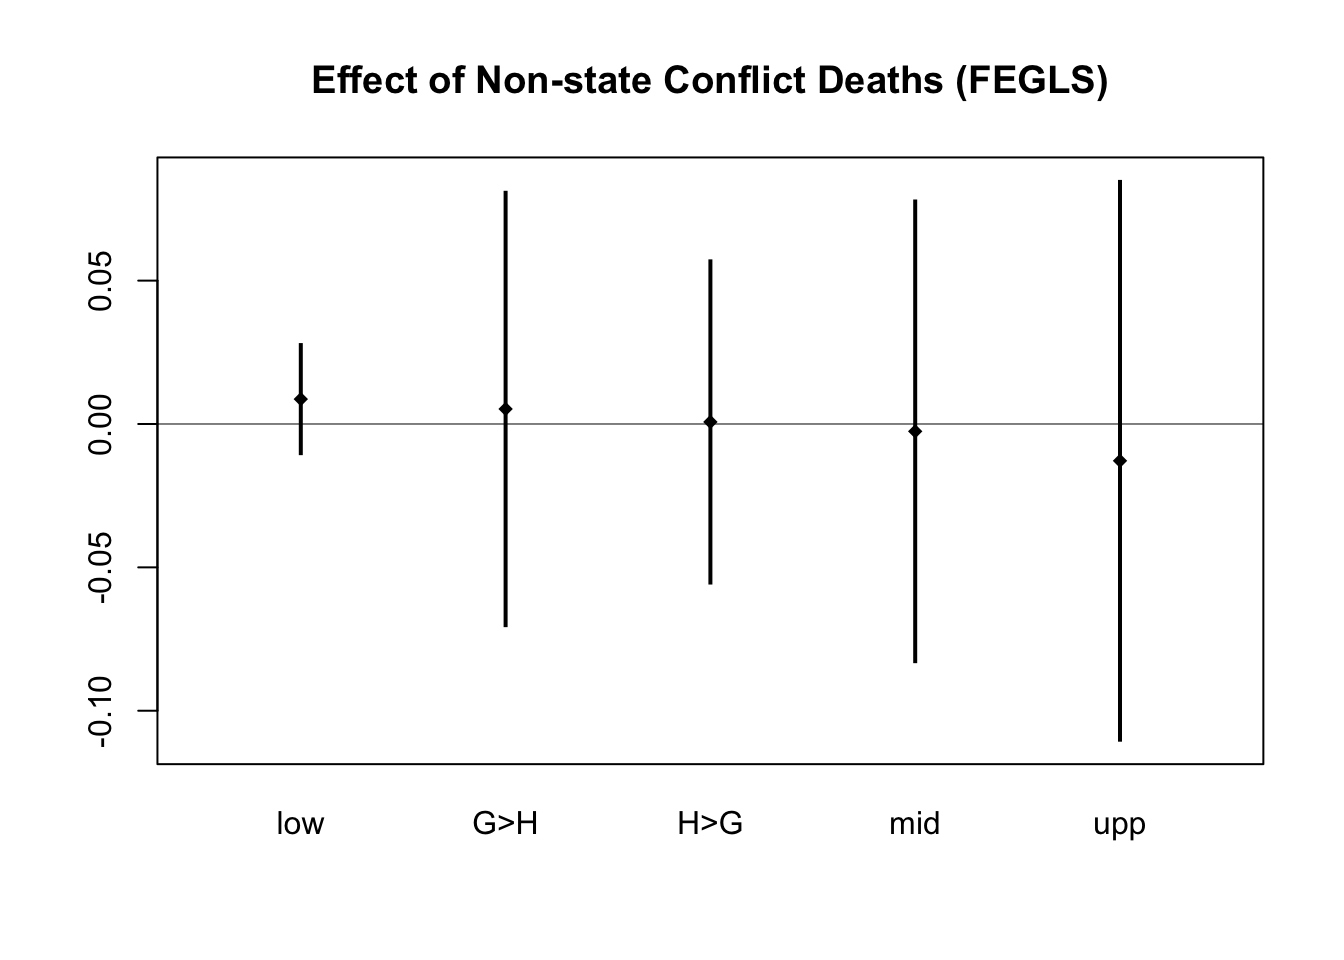 Effect of Non-state Conflict Deaths (FEGLS)
0.05
0.00
-0.05
-0.10
low G>H H>G mid upp